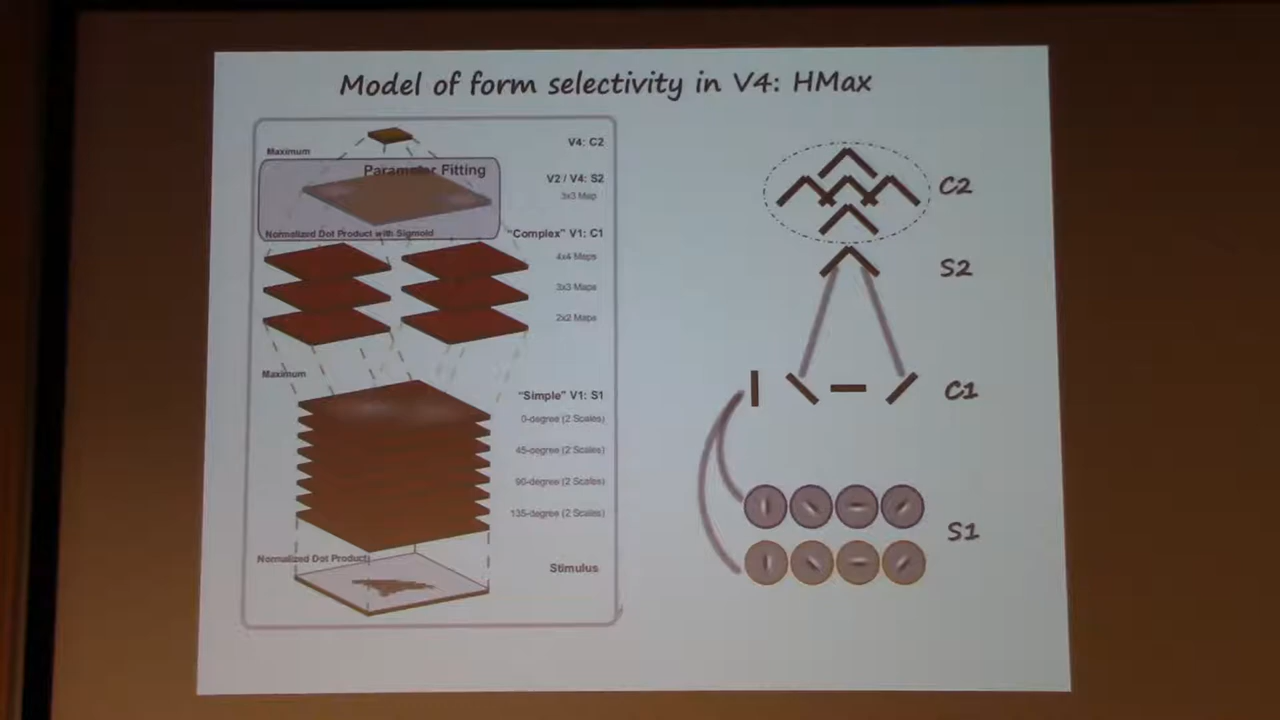 Model of form selectivity in V4: HMax
V4: C2
Maximum
Parameter Fitting
V2 / V4: S2
3x3 Map
Normalized Dot Product with Sigmoid
"Complex" V1: C1
4x4 Maps
3x3 Maps
2x2 Maps
Maximum
"Simple" V1: S1
0-degree (2 Scales)
45-degree (2 Scales)
90-degree (2 Scales)
135-degree (2 Scales)
Normalized Dot Product
Stimulus
C2
S2
C1
S1